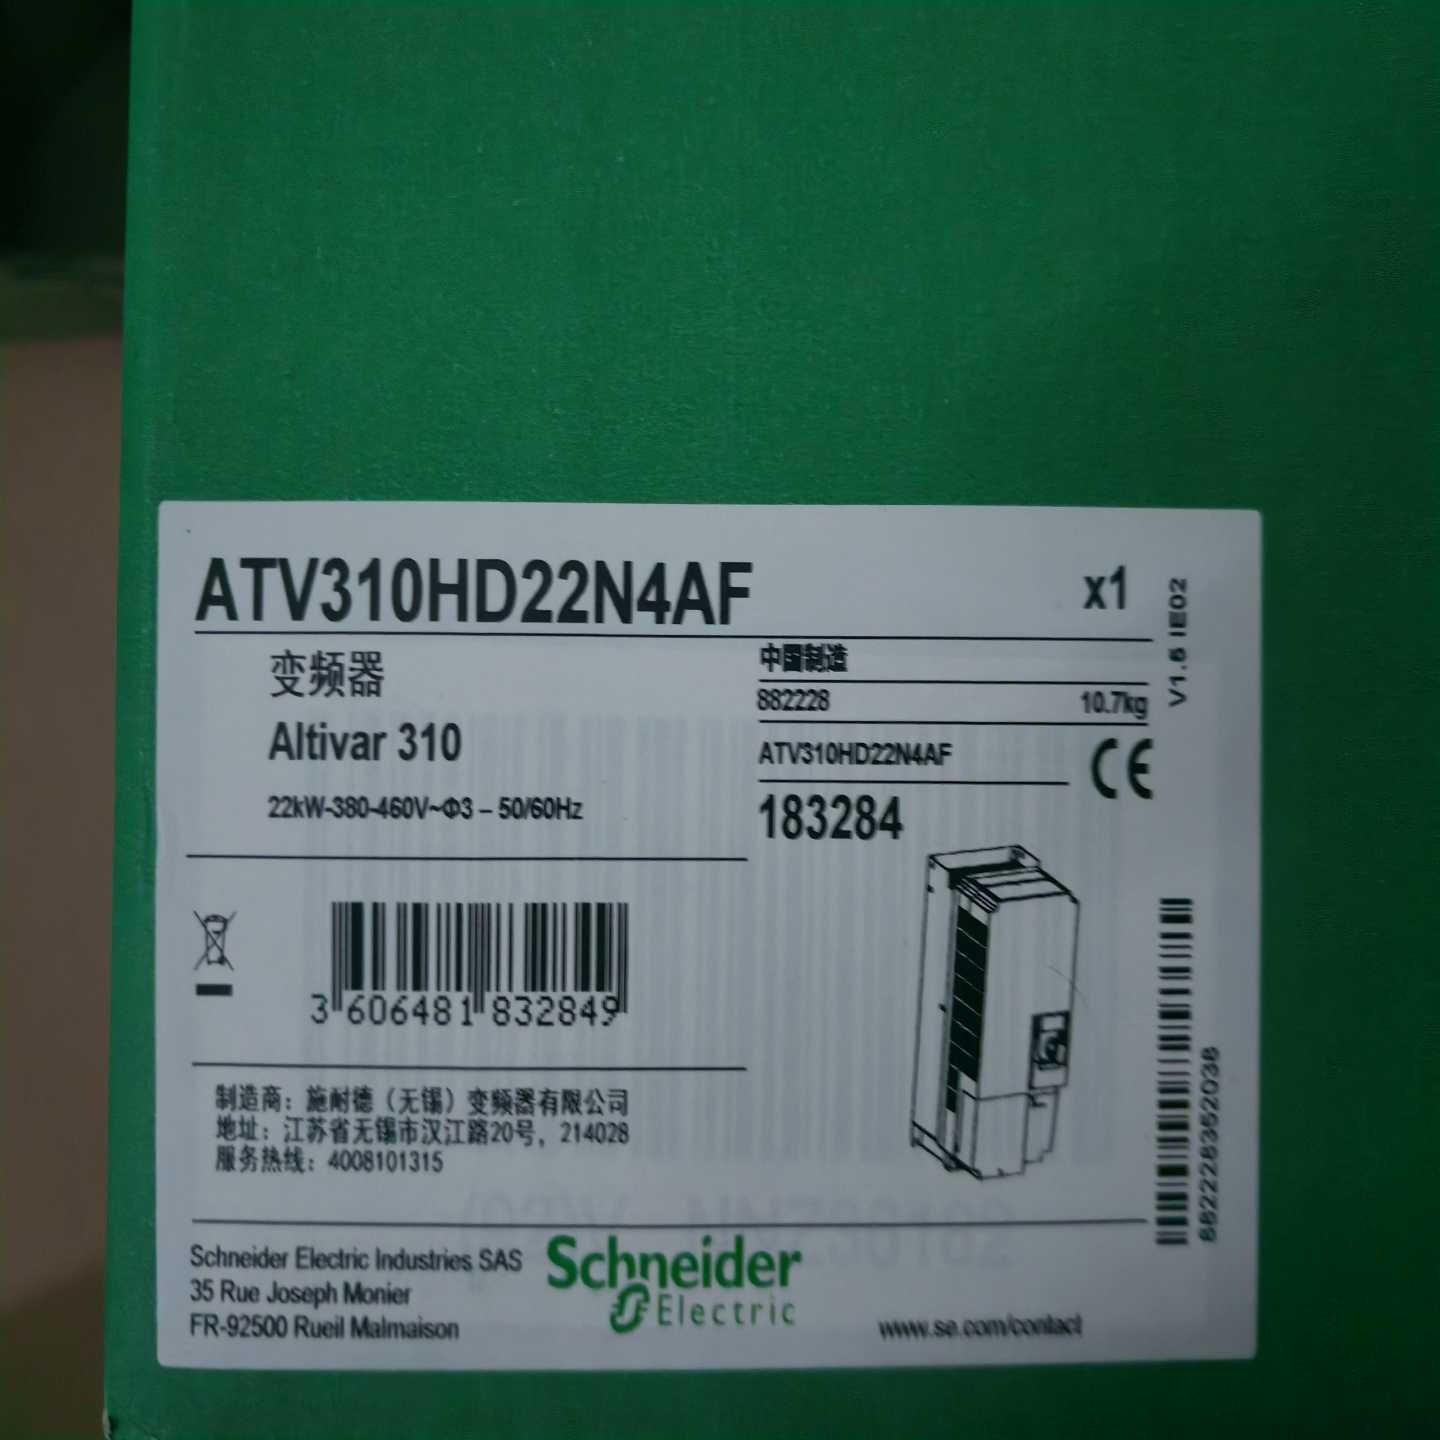 ATV310HD22N4AF x1
V1.5 IE02
变频器
Altivar 310
22kW-380-460V~Φ3 – 50/60Hz
中国制造
882228 10.7kg
ATV310HD22N4AF CE
183284
3 606481 832849
制造商：施耐德（无锡）变频器有限公司
地址：江苏省无锡市汉江路20号，214028
服务热线：4008101315
882228352038
Schneider Electric Industries SAS
35 Rue Joseph Monier
FR-92500 Rueil Malmaison
Schneider
Electric
www.se.com/contact